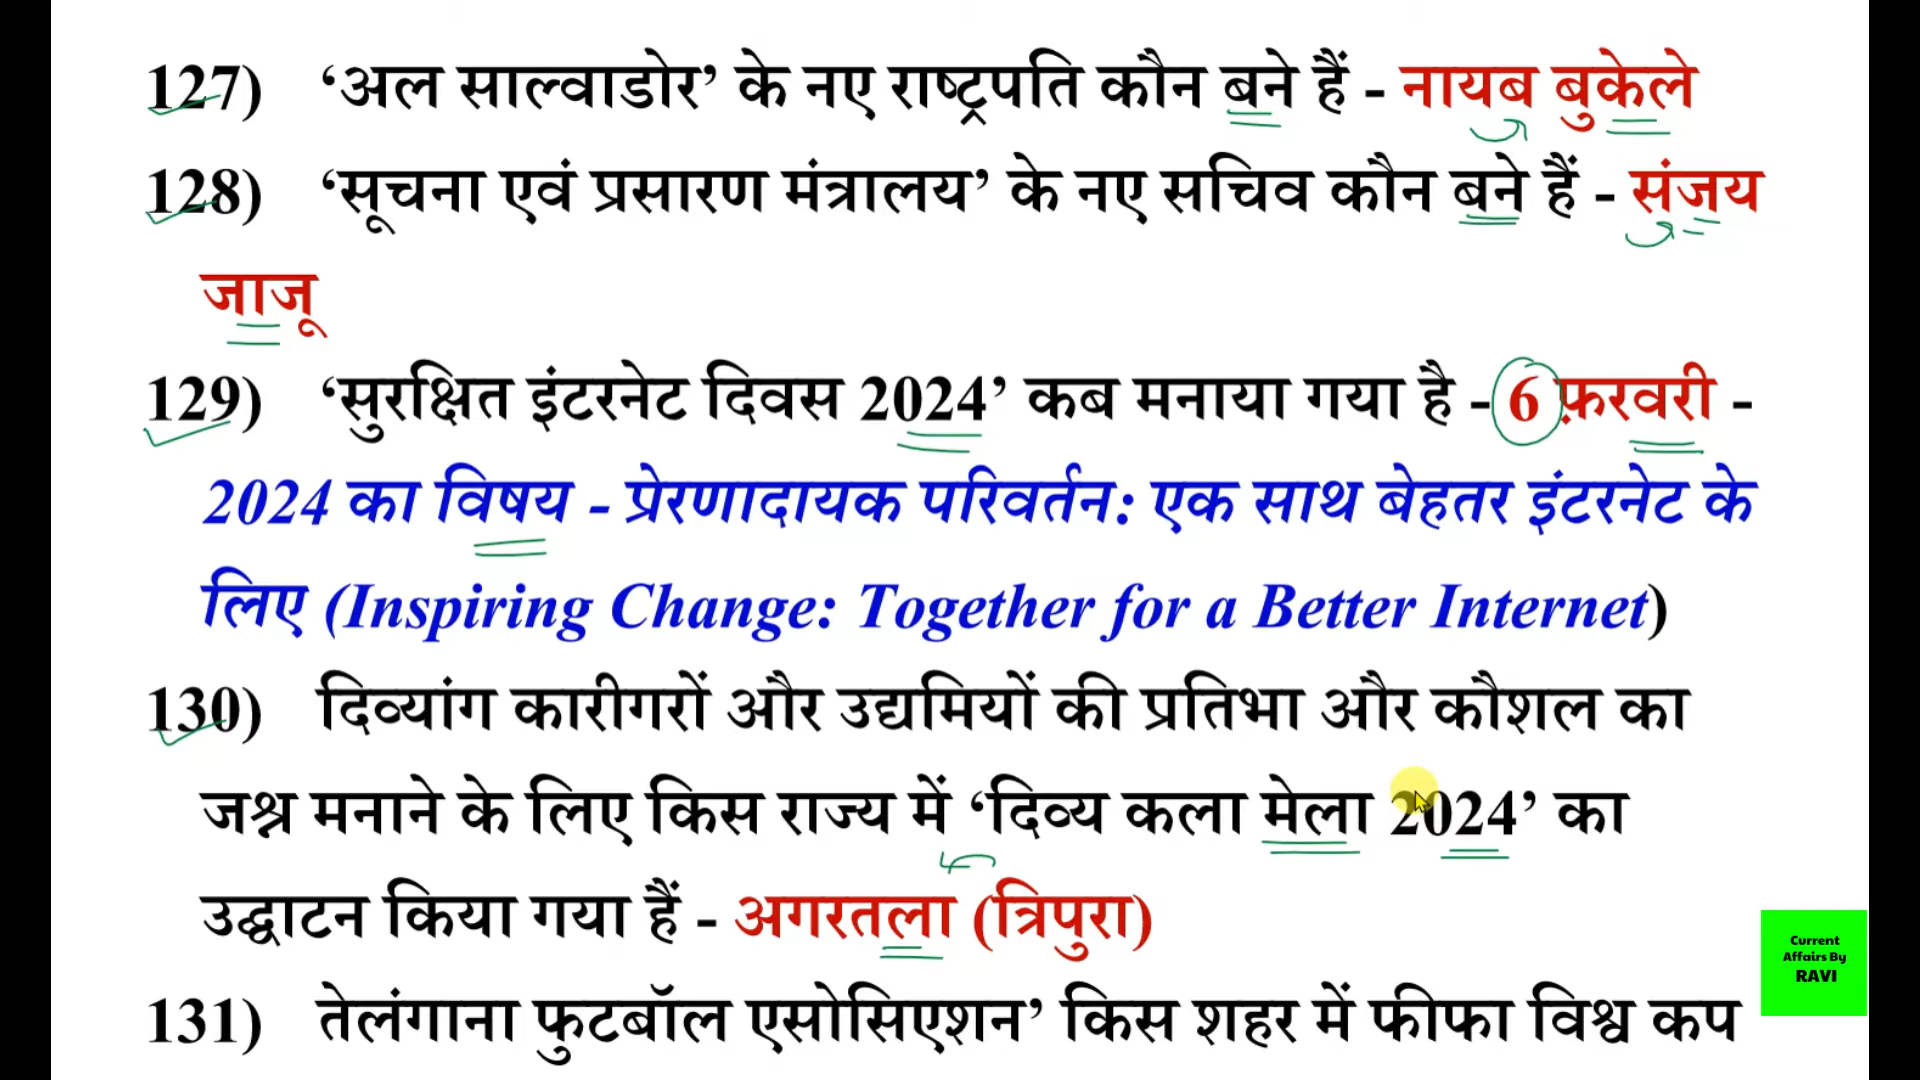 127) ‘अल साल्वाडोर’ के नए राष्ट्रपति कौन बने हैं - नायब बुकेले
128) ‘सूचना एवं प्रसारण मंत्रालय’ के नए सचिव कौन बने हैं - संजय
जाजू
129) ‘सुरक्षित इंटरनेट दिवस 2024’ कब मनाया गया है - 6 फ़रवरी -
2024 का विषय - प्रेरणादायक परिवर्तन: एक साथ बेहतर इंटरनेट के
लिए (Inspiring Change: Together for a Better Internet)
130) दिव्यांग कारीगरों और उद्यमियों की प्रतिभा और कौशल का
जश्न मनाने के लिए किस राज्य में ‘दिव्य कला मेला 2024’ का
उद्घाटन किया गया हैं - अगरतला (त्रिपुरा)
131) तेलंगाना फुटबॉल एसोसिएशन’ किस शहर में फीफा विश्व कप
Current
Affairs By
RAVI